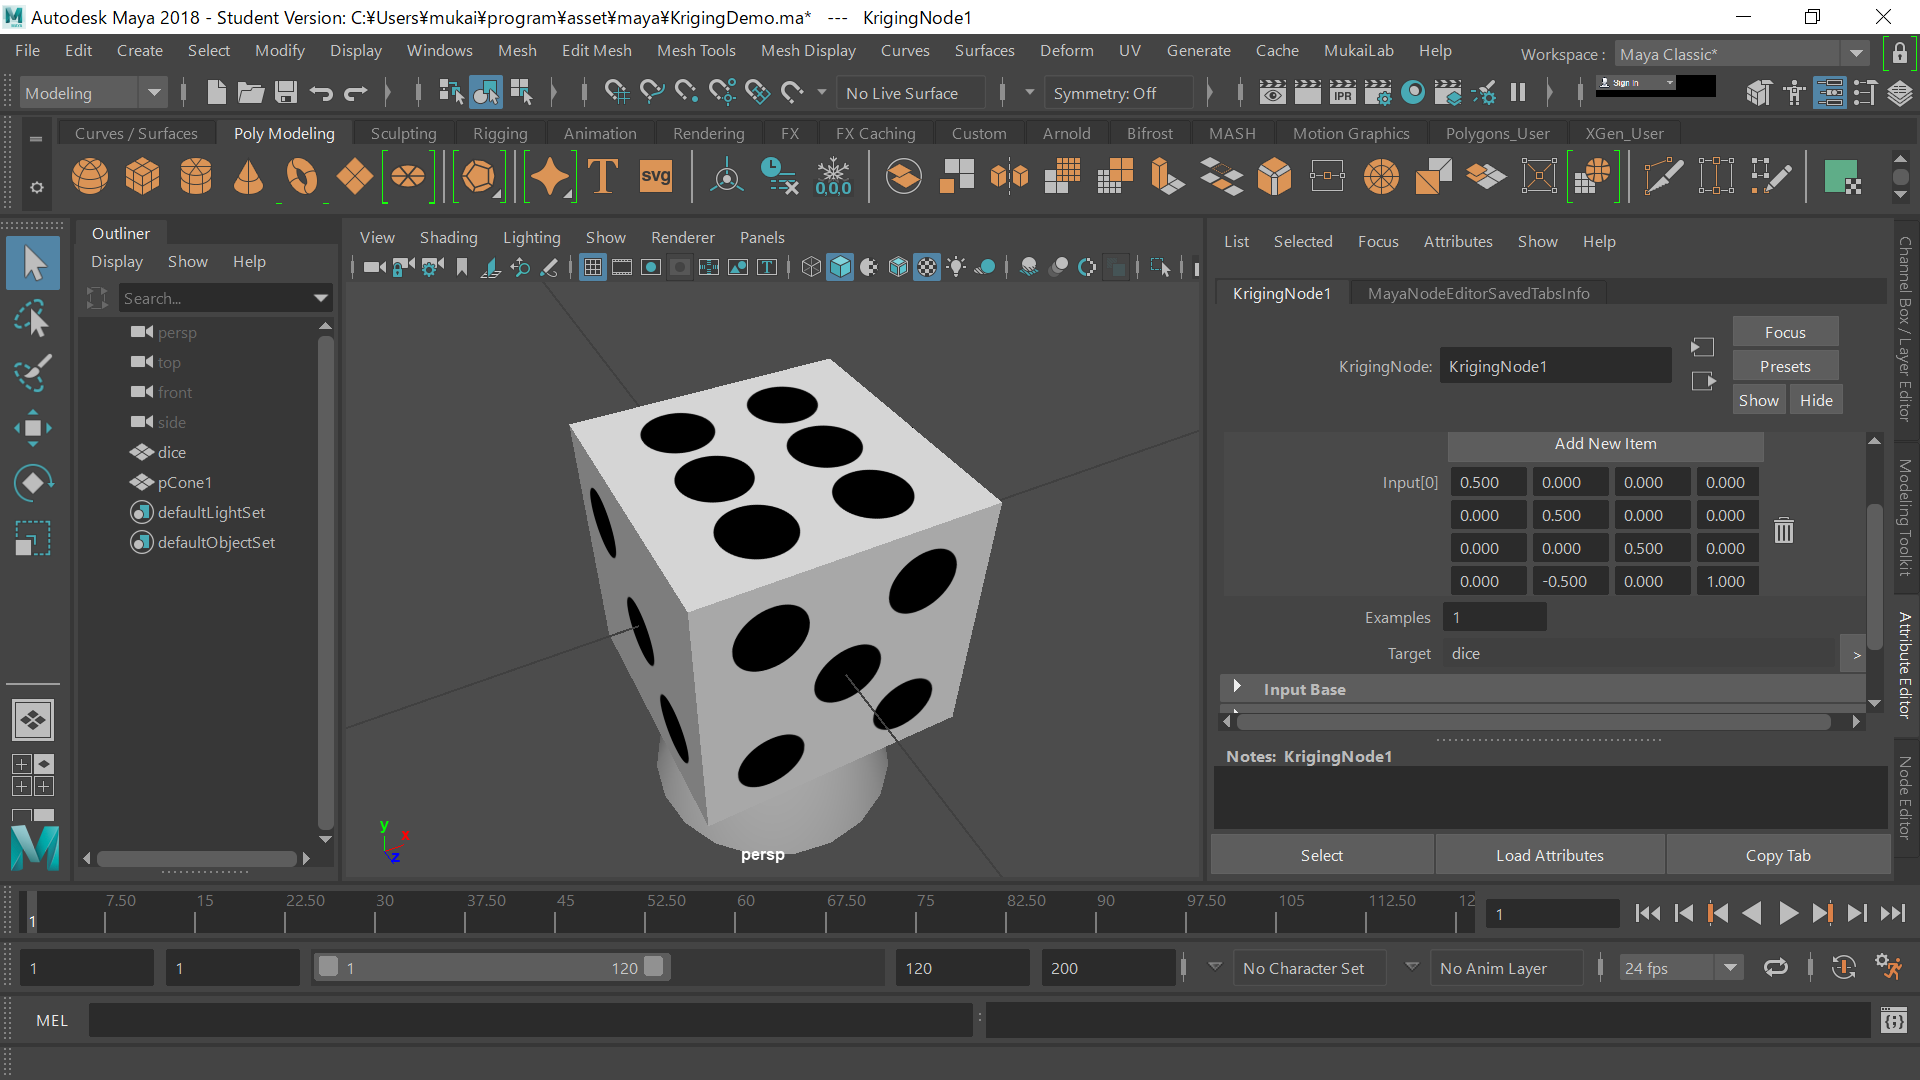 Autodesk Maya 2018 - Student Version: C:¥Users¥mukai¥program¥asset¥maya¥KrigingDemo.ma* --- KrigingNode1
File Edit Create Select Modify Display Windows Mesh Edit Mesh Mesh Tools Mesh Display Curves Surfaces Deform UV Generate Cache MukaiLab Help Workspace : Maya Classic*
Modeling No Live Surface Symmetry: Off IPR Sign In
Curves / Surfaces Poly Modeling Sculpting Rigging Animation Rendering FX FX Caching Custom Arnold Bifrost MASH Motion Graphics Polygons_User XGen_User
T svg 0,0,0
Outliner
Display Show Help
Search...
persp
top
front
side
dice
pCone1
defaultLightSet
defaultObjectSet
View Shading Lighting Show Renderer Panels
T
y
x
z
persp
List Selected Focus Attributes Show Help
KrigingNode1 MayaNodeEditorSavedTabsInfo
KrigingNode: KrigingNode1
Focus
Presets
Show Hide
Add New Item
Input[0] 0.500 0.000 0.000 0.000
0.000 0.500 0.000 0.000
0.000 0.000 0.500 0.000
0.000 -0.500 0.000 1.000
Examples 1
Target dice >
Input Base
Notes: KrigingNode1
Select Load Attributes Copy Tab
Channel Box / Layer Editor
Modeling Toolkit
Attribute Editor
Node Editor
M
1 7.50 15 22.50 30 37.50 45 52.50 60 67.50 75 82.50 90 97.50 105 112.50 12 1
1 1 1 120 120 200 No Character Set No Anim Layer 24 fps
MEL :
{;}